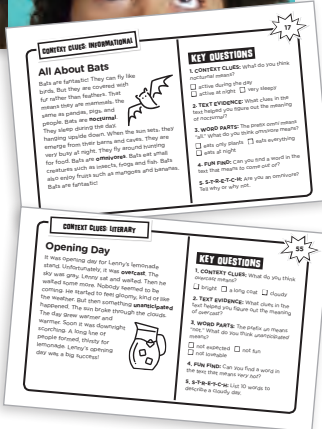 CONTEXT CLUES: INFORMATIONAL
17
All About Bats
Bats are fantastic! They can fly like
birds. But they are covered with
fur rather than feathers. That
means they are mammals, the
same as pandas, pigs, and
people. Bats are nocturnal.
They sleep during the day,
hanging upside down. When the sun sets, they
emerge from their barns and caves. They are
very busy at night. They fly around hunting
for food. Bats are omnivores. Bats eat small
creatures such as insects, frogs and fish. Bats
also enjoy fruits such as mangoes and bananas.
Bats are fantastic!
KEY QUESTIONS
1. CONTEXT CLUES: What do you think
nocturnal means?
active during the day
active at night very sleepy
2. TEXT EVIDENCE: What clues in the
text helped you figure out the meaning
of nocturnal?
3. WORD PARTS: The prefix omni means
"all." What do you think omnivore means?
eats only plants eats everything
eats at night
4. FUN FIND: Can you find a word in the
text that means to come out of?
5. S-T-R-E-T-C-H: Are you an omnivore?
Tell why or why not.
CONTEXT CLUES: LITERARY
55
Opening Day
It was opening day for Lenny's lemonade
stand. Unfortunately, it was overcast. The
sky was grey. Lenny sat and waited. Then he
waited some more. Nobody seemed to be
coming. He started to feel gloomy, kind of like
the weather. But then something unanticipated
happened. The sun broke through the clouds.
The day grew warmer and
warmer. Soon it was downright
scorching. A long line of
people formed, thirsty for
lemonade. Lenny's opening
day was a big success!
KEY QUESTIONS
1. CONTEXT CLUES: What do you think
overcast means?
bright a long coat cloudy
2. TEXT EVIDENCE: What clues in the
text helped you figure out the meaning
of overcast?
3. WORD PARTS: The prefix un means
"not." What do you think unanticipated
means?
not expected not fun
not loveable
4. FUN FIND: Can you find a word in
the text that means very hot?
5. S-T-R-E-T-C-H: List 10 words to
describe a cloudy day.